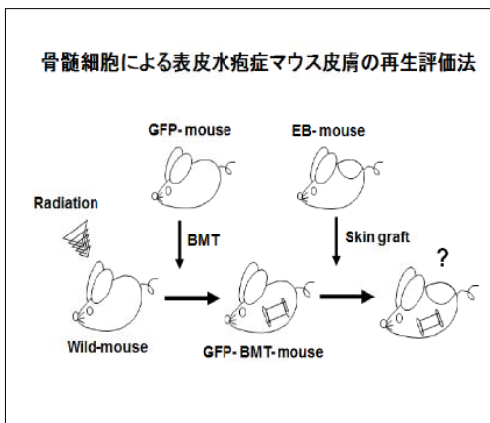 骨髄細胞による表皮水疱症マウス皮膚の再生評価法
GFP-mouse
EB-mouse
Radiation
BMT
Skin graft
?
Wild-mouse
GFP-BMT-mouse